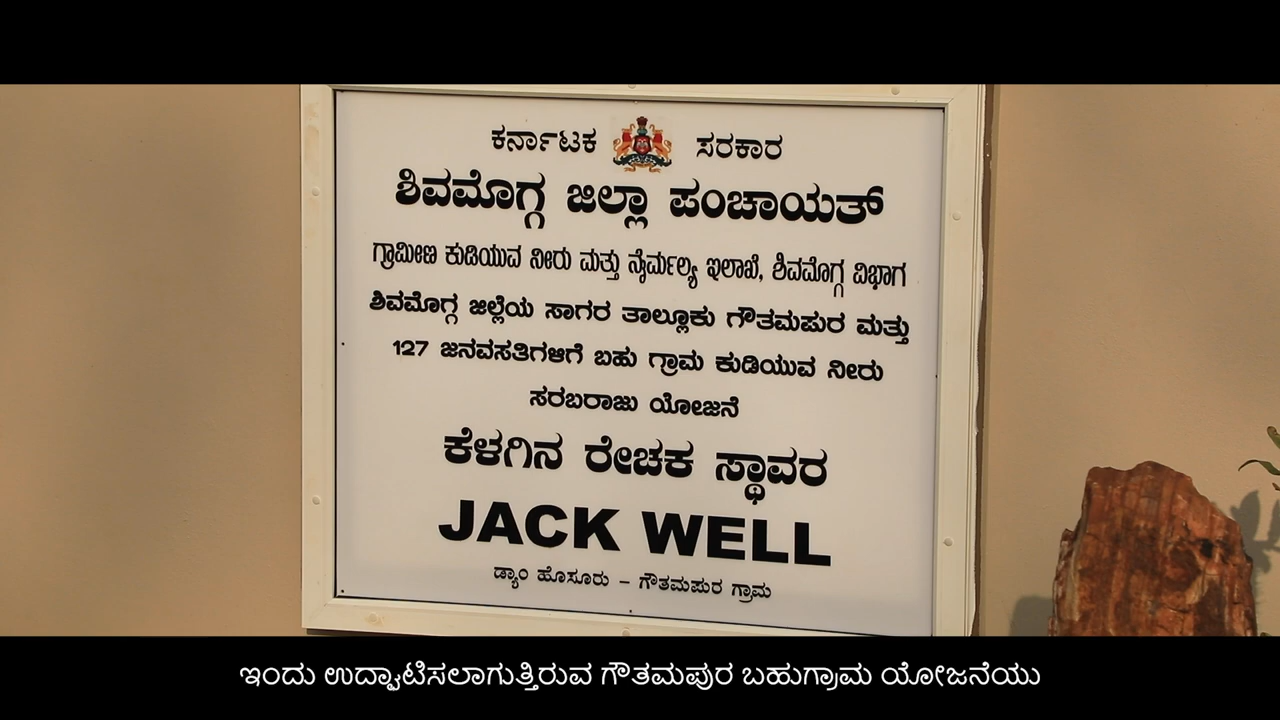 ಕರ್ನಾಟಕ ಸರಕಾರ
ಶಿವಮೊಗ್ಗ ಜಿಲ್ಲಾ ಪಂಚಾಯತ್
ಗ್ರಾಮೀಣ ಕುಡಿಯುವ ನೀರು ಮತ್ತು ನೈರ್ಮಲ್ಯ ಇಲಾಖೆ, ಶಿವಮೊಗ್ಗ ವಿಭಾಗ
ಶಿವಮೊಗ್ಗ ಜಿಲ್ಲೆಯ ಸಾಗರ ತಾಲ್ಲೂಕು ಗೌತಮಪುರ ಮತ್ತು
127 ಜನವಸತಿಗಳಿಗೆ ಬಹು ಗ್ರಾಮ ಕುಡಿಯುವ ನೀರು
ಸರಬರಾಜು ಯೋಜನೆ
ಕೆಳಗಿನ ರೇಚಕ ಸ್ಥಾವರ
JACK WELL
ಡ್ಯಾಂ ಹೊಸೂರು – ಗೌತಮಪುರ ಗ್ರಾಮ
ಇಂದು ಉದ್ಘಾಟಿಸಲಾಗುತ್ತಿರುವ ಗೌತಮಪುರ ಬಹುಗ್ರಾಮ ಯೋಜನೆಯು